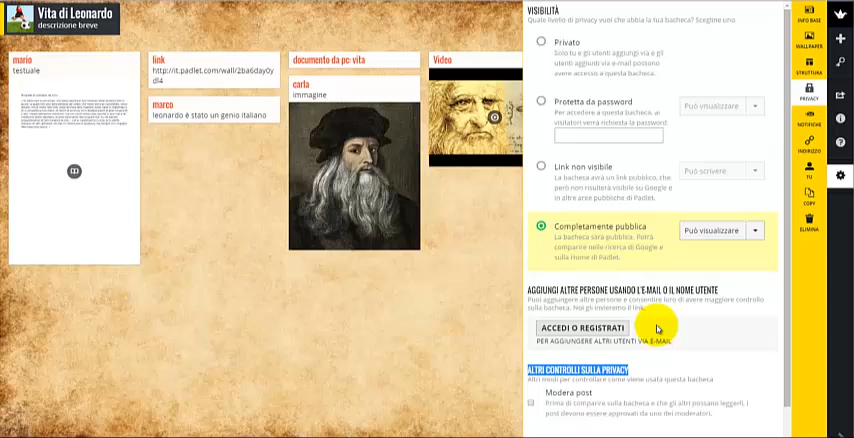 Vita di Leonardo
descrizione breve
mario
testuale
link
http://it.padlet.com/wall/2ba6day0y
dl4
marco
leonardo è stato un genio italiano
documento da pc: vita
carla
immagine
Video
VISIBILITÀ
Quale livello di privacy vuoi che abbia la tua bacheca? Scegline uno
Privato
Solo tu e gli utenti aggiungi via e gli
utenti aggiunti via e-mail possono
avere accesso a questa bacheca.
Protetta da password
Per accedere a questa bacheca, ai
visitatori verrà richiesta la password:
Può visualizzare
Link non visibile
La bacheca avrà un link pubblico, che
però non risulterà visibile su Google e
in altre aree pubbliche di Padlet.
Può scrivere
Completamente pubblica
La bacheca sarà pubblica. Potrà
comparire nelle ricerca di Google e
sulla Home di Padlet.
Può visualizzare
AGGIUNGI ALTRE PERSONE USANDO L'E-MAIL O IL NOME UTENTE
Puoi aggiungere altre persone e consentire loro di avere maggiore controllo
sulla bacheca. Noi gli invieremo il link.
ACCEDI O REGISTRATI
PER AGGIUNGERE ALTRI UTENTI VIA E-MAIL
ALTRI CONTROLLI SULLA PRIVACY
Altri modi per controllare come viene usata questa bacheca
Modera post
Prima di comparire sulla bacheca e che gli altri possano leggerli, i
post devono essere approvati da uno dei moderatori.
INFO BASE
WALLPAPER
STRUTTURA
PRIVACY
NOTIFICHE
INDIRIZZO
TU
COPY
ELIMINA